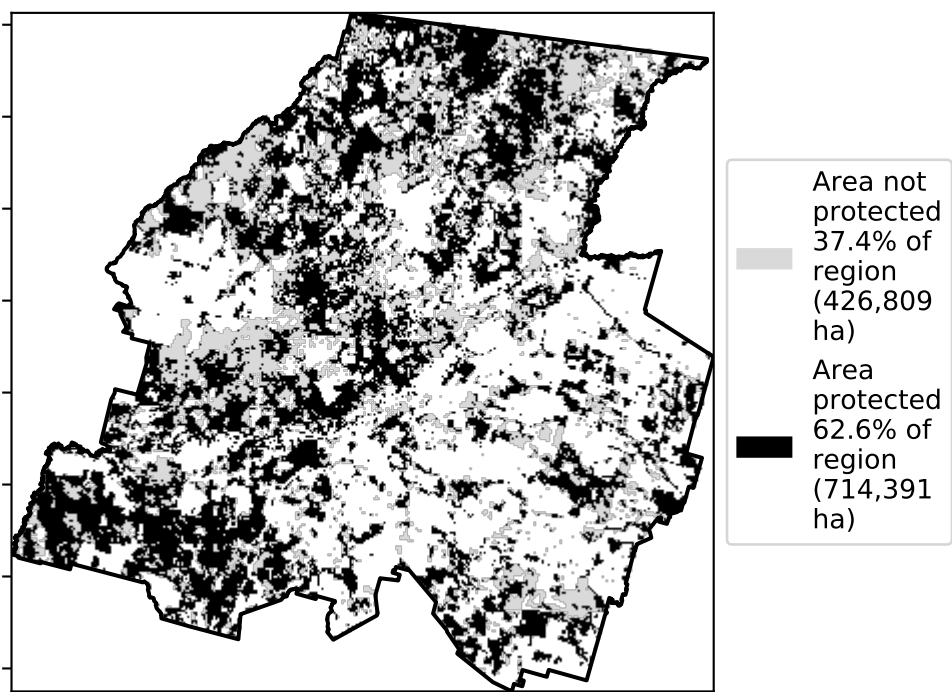 Area not
protected
37.4% of
region
(426,809
ha)
Area
protected
62.6% of
region
(714,391
ha)